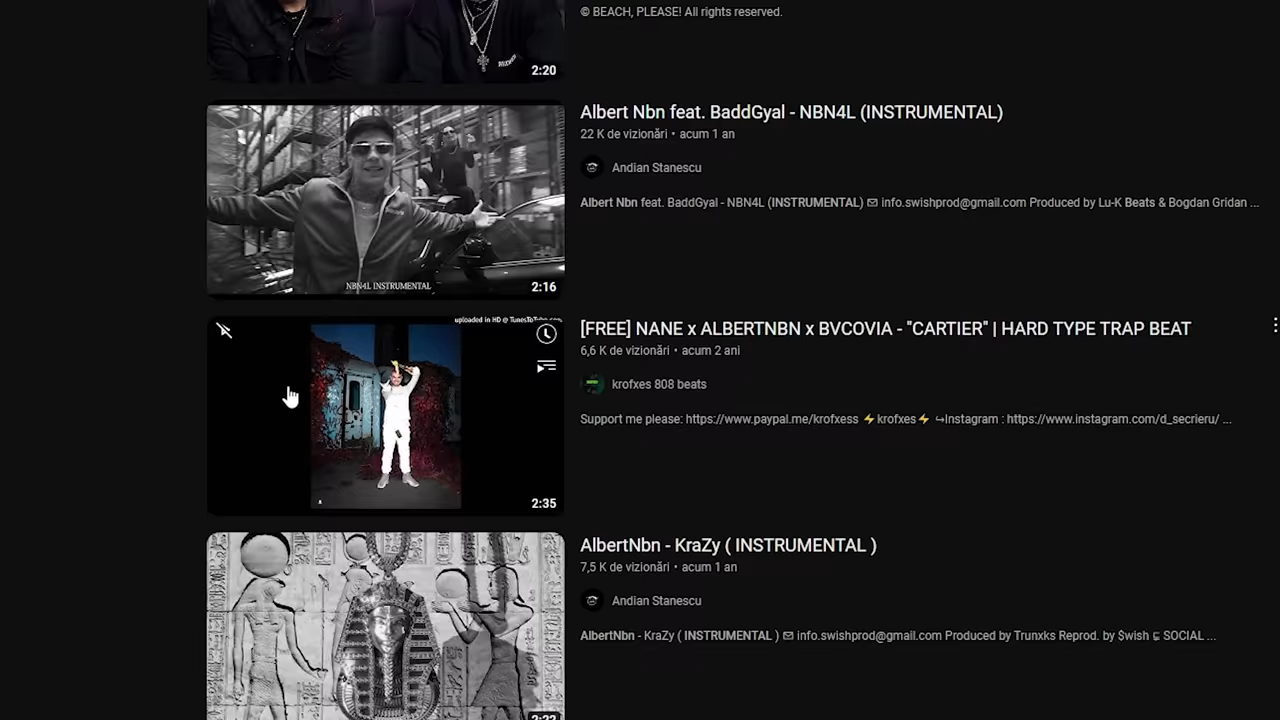 © BEACH, PLEASE! All rights reserved.
2:20
Albert Nbn feat. BaddGyal - NBN4L (INSTRUMENTAL)
22 K de vizionări • acum 1 an
Andian Stanescu
Albert Nbn feat. BaddGyal - NBN4L (INSTRUMENTAL) ✉ info.swishprod@gmail.com Produced by Lu-K Beats & Bogdan Gridan ...
NBN4L INSTRUMENTAL
2:16
uploaded in HD @
[FREE] NANE x ALBERTNBN x BVCOVIA - "CARTIER" | HARD TYPE TRAP BEAT
6,6 K de vizionări • acum 2 ani
krofxes 808 beats
Support me please: https://www.paypal.me/krofxess ⚡krofxes⚡ ↪Instagram : https://www.instagram.com/d_secrieru/ ...
2:35
AlbertNbn - KraZy ( INSTRUMENTAL )
7,5 K de vizionări • acum 1 an
Andian Stanescu
AlbertNbn - KraZy ( INSTRUMENTAL ) ✉ info.swishprod@gmail.com Produced by Trunxks Reprod. by $wish ⊑ SOCIAL ...